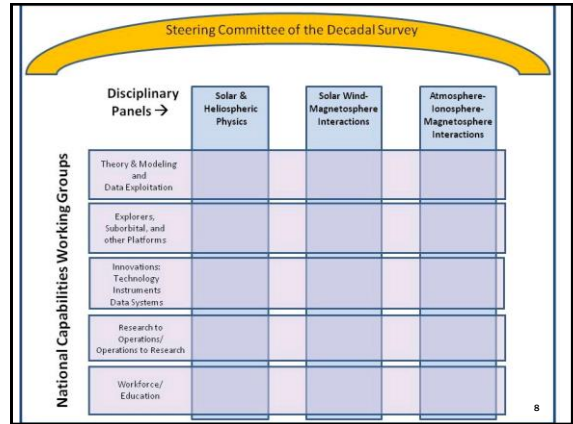 Steering Committee of the Decadal Survey
Disciplinary
Panels →
Solar &
Heliospheric
Physics
Solar Wind-
Magnetosphere
Interactions
Atmosphere-
Ionosphere-
Magnetosphere
Interactions
National Capabilities Working Groups
Theory & Modeling
and
Data Exploitation
Explorers,
Suborbital, and
other Platforms
Innovations:
Technology
Instruments
Data Systems
Research to
Operations/
Operations to Research
Workforce/
Education
8